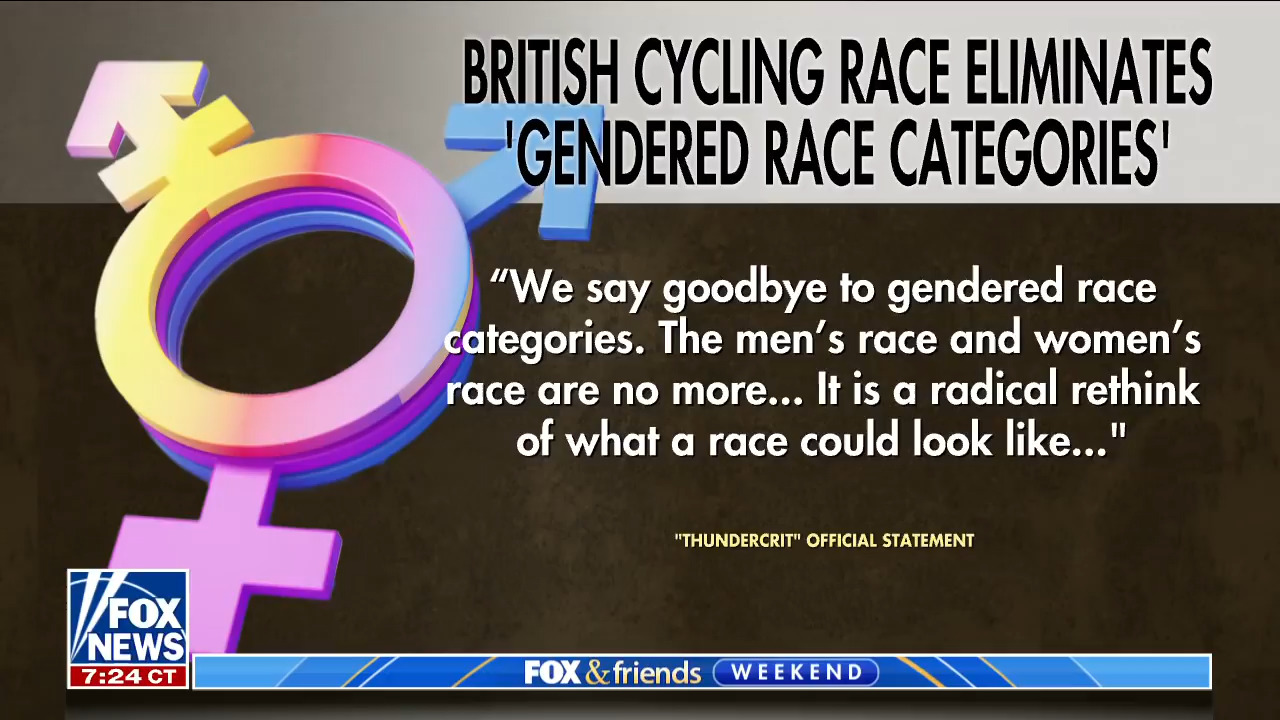 BRITISH CYCLING RACE ELIMINATES
'GENDERED RACE CATEGORIES'
“We say goodbye to gendered race
categories. The men’s race and women’s
race are no more... It is a radical rethink
of what a race could look like..."
"THUNDERCRIT" OFFICIAL STATEMENT
FOX
NEWS
7:24 CT
FOX & friends WEEKEND